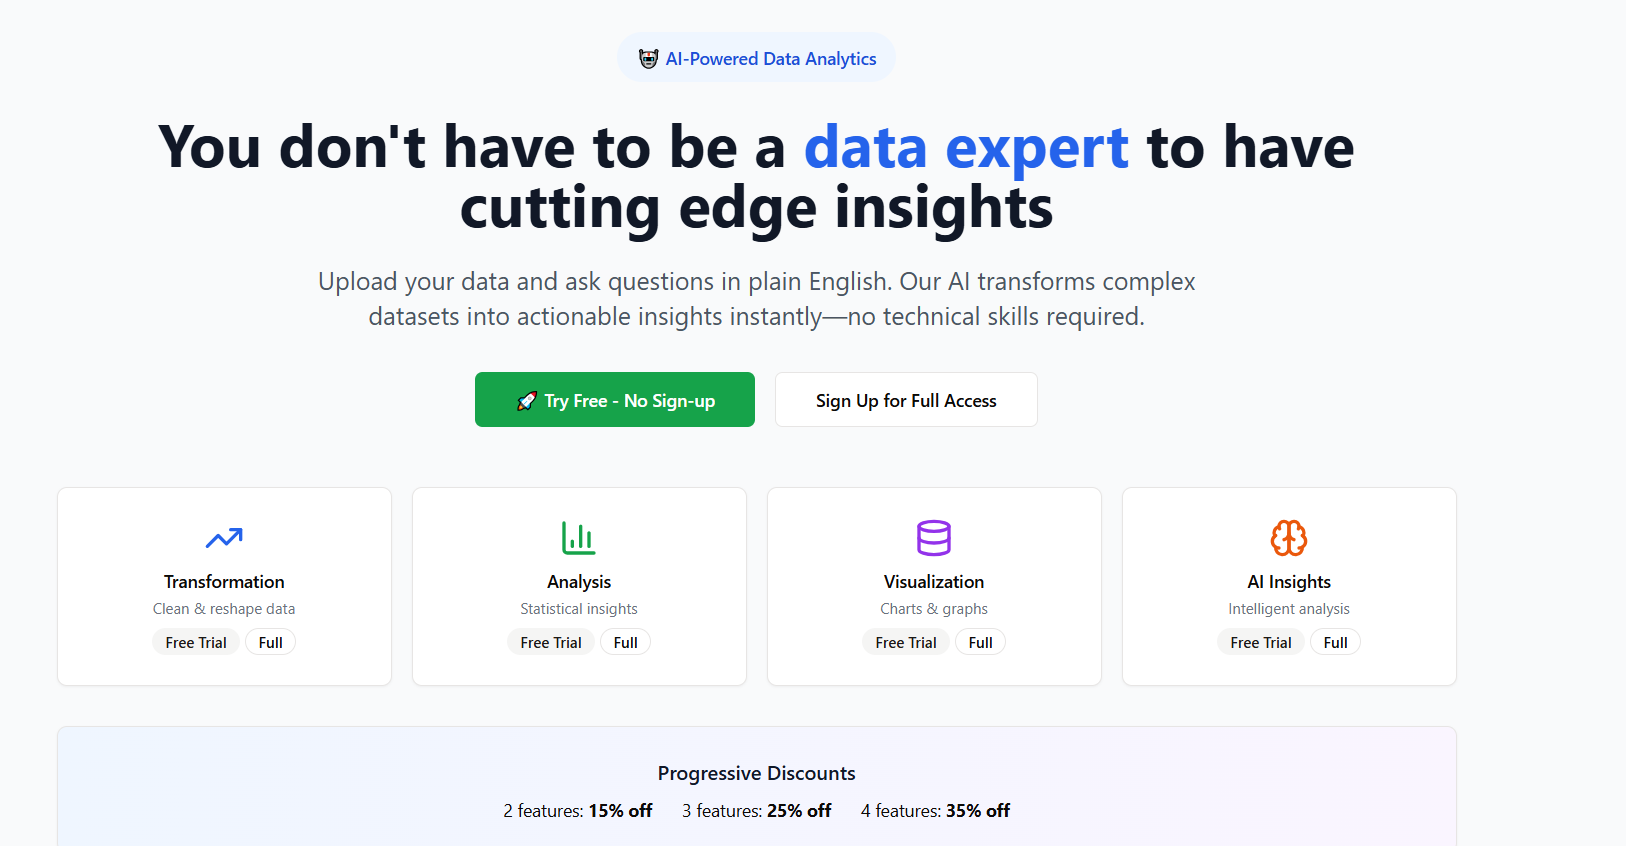 AI-Powered Data Analytics
You don't have to be a data expert to have
cutting edge insights
Upload your data and ask questions in plain English. Our AI transforms complex
datasets into actionable insights instantly—no technical skills required.
Try Free - No Sign-up
Sign Up for Full Access
Transformation
Clean & reshape data
Free Trial Full
Analysis
Statistical insights
Free Trial Full
Visualization
Charts & graphs
Free Trial Full
AI Insights
Intelligent analysis
Free Trial Full
Progressive Discounts
2 features: 15% off 3 features: 25% off 4 features: 35% off